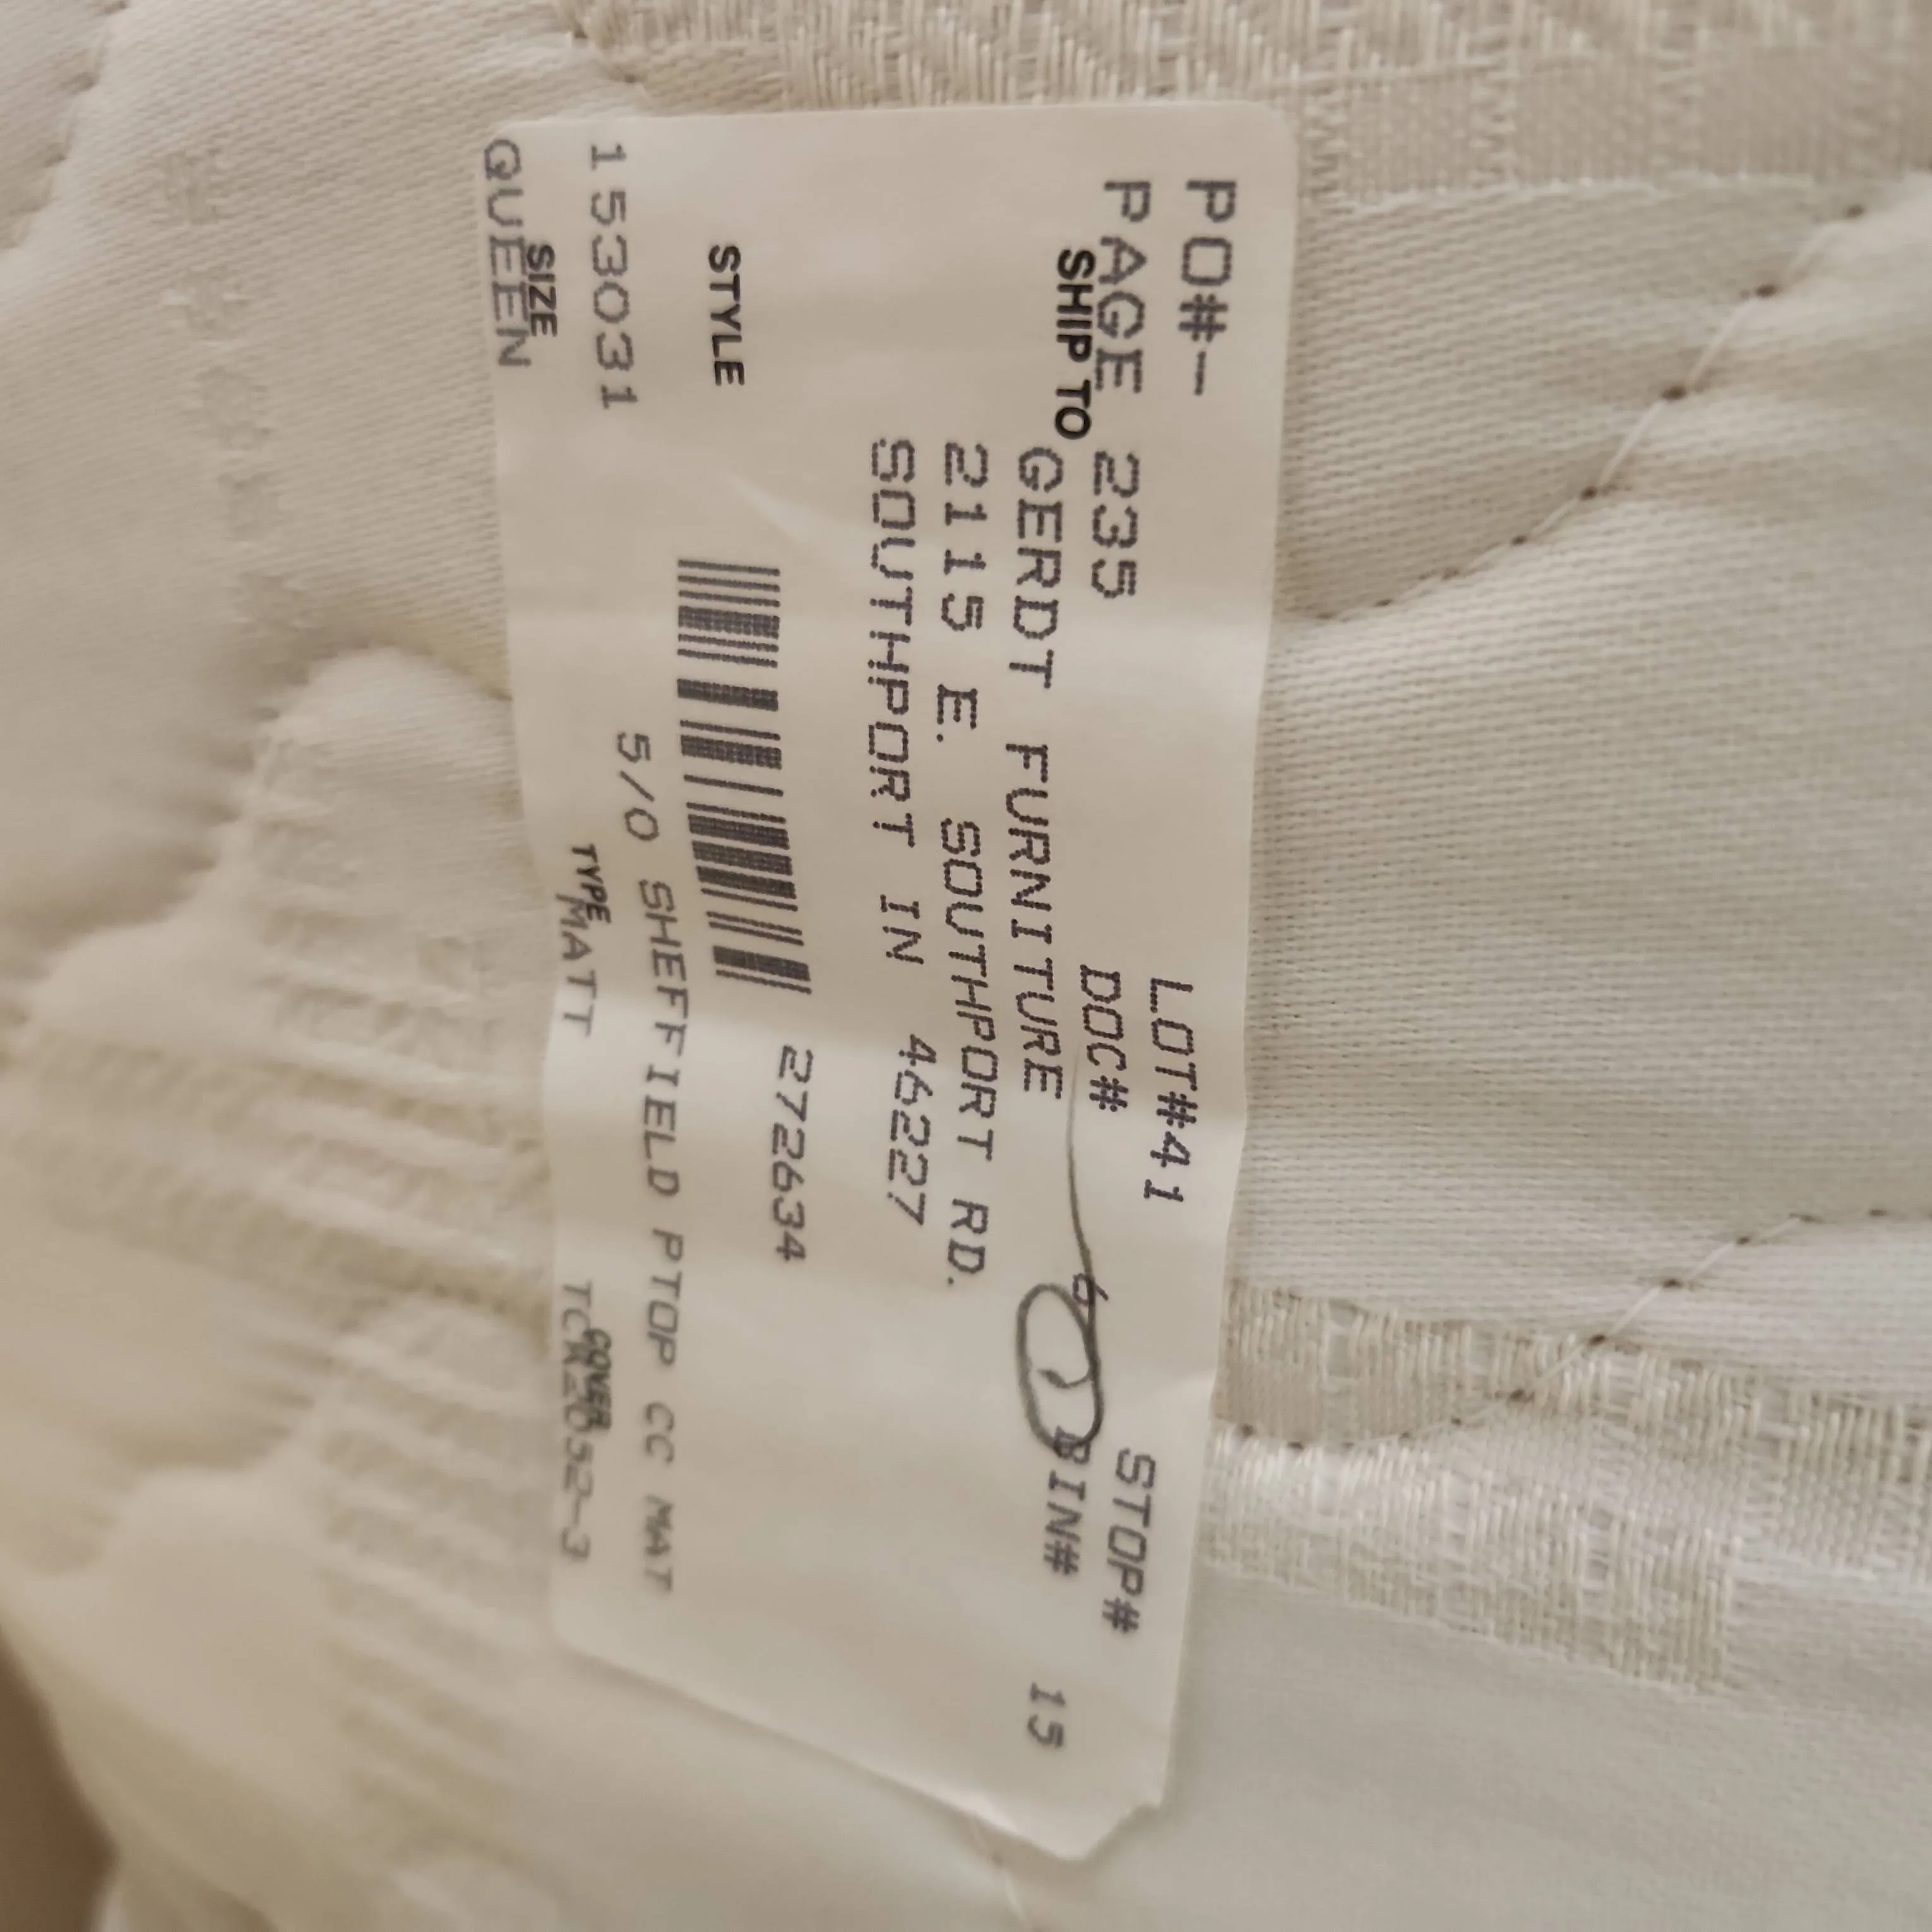 PO#- LOT#41 STOP#
PAGE 235 DOC# BIN# 15
SHIP TO GERDT FURNITURE
2115 E. SOUTHPORT RD.
SOUTHPORT IN 46227
STYLE 272634
153031 5/0 SHEFFIELD PTOP CC MAT
SIZE TYPE COVER
QUEEN MATT